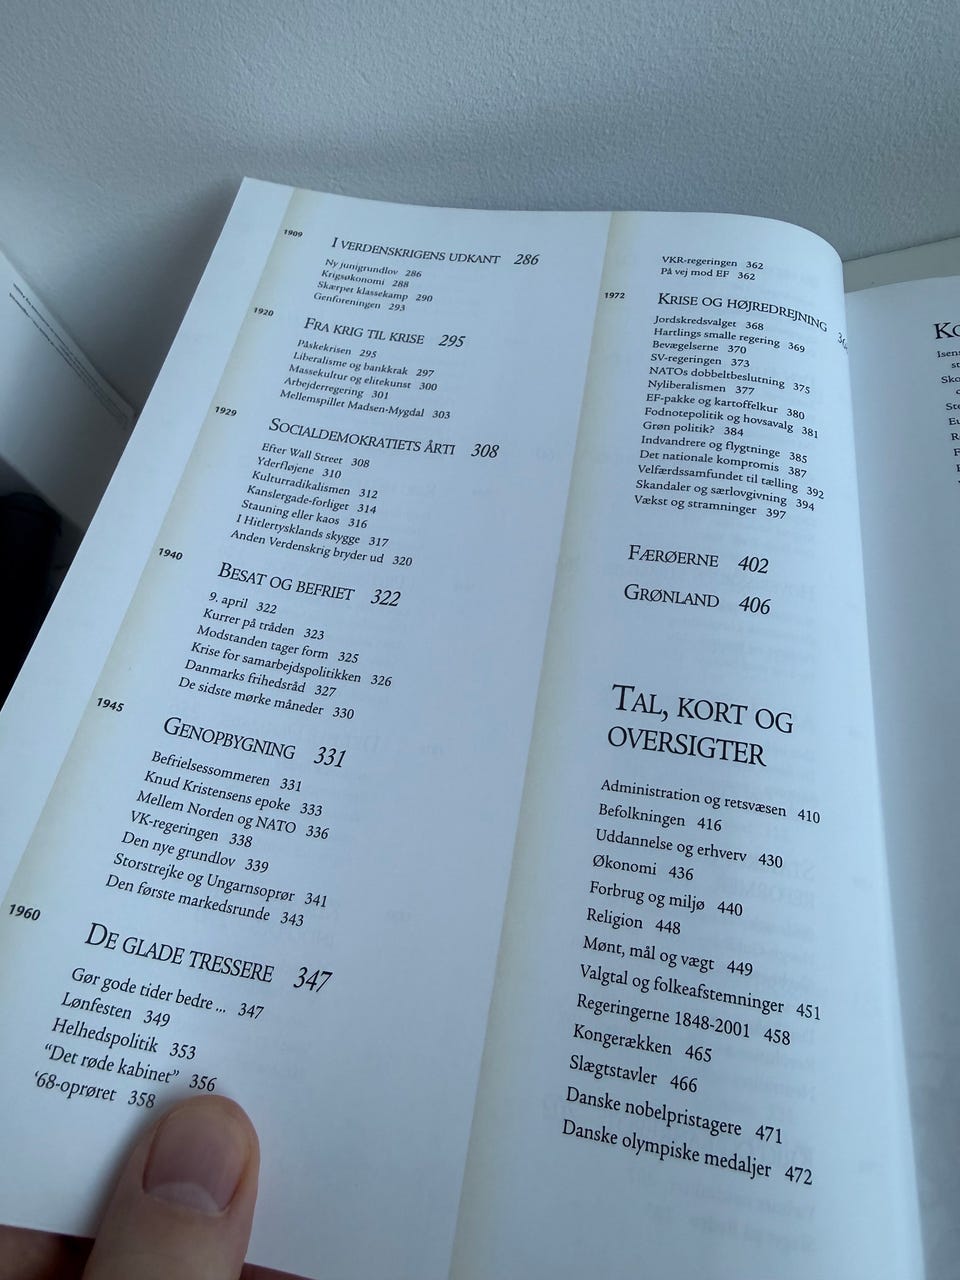 1909
I VERDENSKRIGENS UDKANT 286
Ny junigrundlov 286
Krigsøkonomi 288
Skærpet klassekamp 290
Genforeningen 293
1920
FRA KRIG TIL KRISE 295
Påskekrisen 295
Liberalisme og bankkrak 297
Massekultur og elitekunst 300
Arbejderregering 301
Mellemspillet Madsen-Mygdal 303
1929
SOCIALDEMOKRATIETS ÅRTI 308
Efter Wall Street 308
Yderfløjene 310
Kulturradikalismen 312
Kanslergade-forliget 314
Stauning eller kaos 316
I Hitlertysklands skygge 317
Anden Verdenskrig bryder ud 320
1940
BESAT OG BEFRIET 322
9. april 322
Kurrer på tråden 323
Modstanden tager form 325
Krise for samarbejdspolitikken 326
Danmarks frihedsråd 327
De sidste mørke måneder 330
1945
GENOPBYGNING 331
Befrielsessommeren 331
Knud Kristensens epoke 333
Mellem Norden og NATO 336
VK-regeringen 338
Den nye grundlov 339
Storstrejke og Ungarnsoprør 341
Den første markedsrunde 343
1960
DE GLADE TRESSERE 347
Gør gode tider bedre ... 347
Lønfesten 349
Helhedspolitik 353
“Det røde kabinet” 356
‘68-oprøret 358
VKR-regeringen 362
På vej mod EF 362
1972
KRISE OG HØJREDREJNING
Jordskredsvalget 368
Hartlings smalle regering 369
Bevægelserne 370
SV-regeringen 373
NATOs dobbeltbeslutning 375
Nyliberalismen 377
EF-pakke og kartoffelkur 380
Fodnotepolitik og hovsavalg 381
Grøn politik? 384
Indvandrere og flygtninge 385
Det nationale kompromis 387
Velfærdssamfundet til tælling 392
Skandaler og særlovgivning 394
Vækst og stramninger 397
FÆRØERNE 402
GRØNLAND 406
TAL, KORT OG
OVERSIGTER
Administration og retsvæsen 410
Befolkningen 416
Uddannelse og erhverv 430
Økonomi 436
Forbrug og miljø 440
Religion 448
Mønt, mål og vægt 449
Valgtal og folkeafstemninger 451
Regeringerne 1848-2001 458
Kongerækken 465
Slægtstavler 466
Danske nobelpristagere 471
Danske olympiske medaljer 472